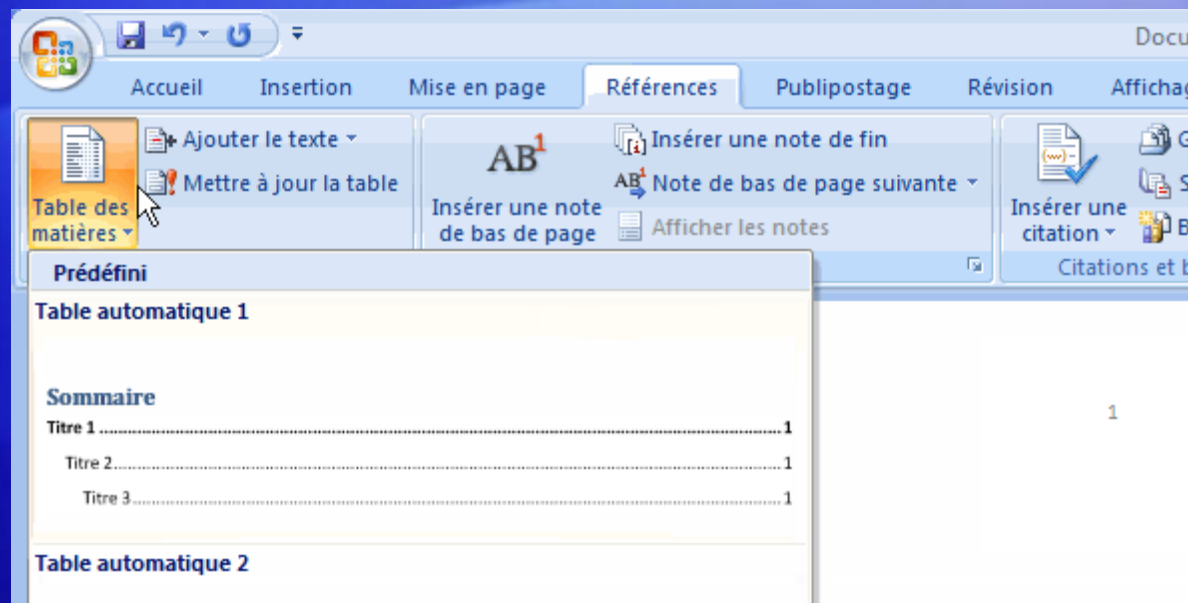 Docu
Accueil Insertion Mise en page Références Publipostage Révision Affichag
Ajouter le texte
Mettre à jour la table
Table des
matières
AB1
Insérer une note
de bas de page
Insérer une note de fin
AB1 Note de bas de page suivante
Afficher les notes
Insérer une
citation
G
S
B
Citations et b
Prédéfini
Table automatique 1
Sommaire
Titre 1 1
Titre 2 1
Titre 3 1
Table automatique 2
1